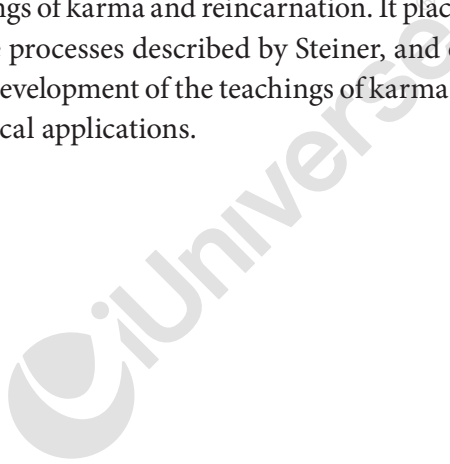 ngs of karma and reincarnation. It plac
e processes described by Steiner, and
evelopment of the teachings of karma
cal applications.
iUniverse